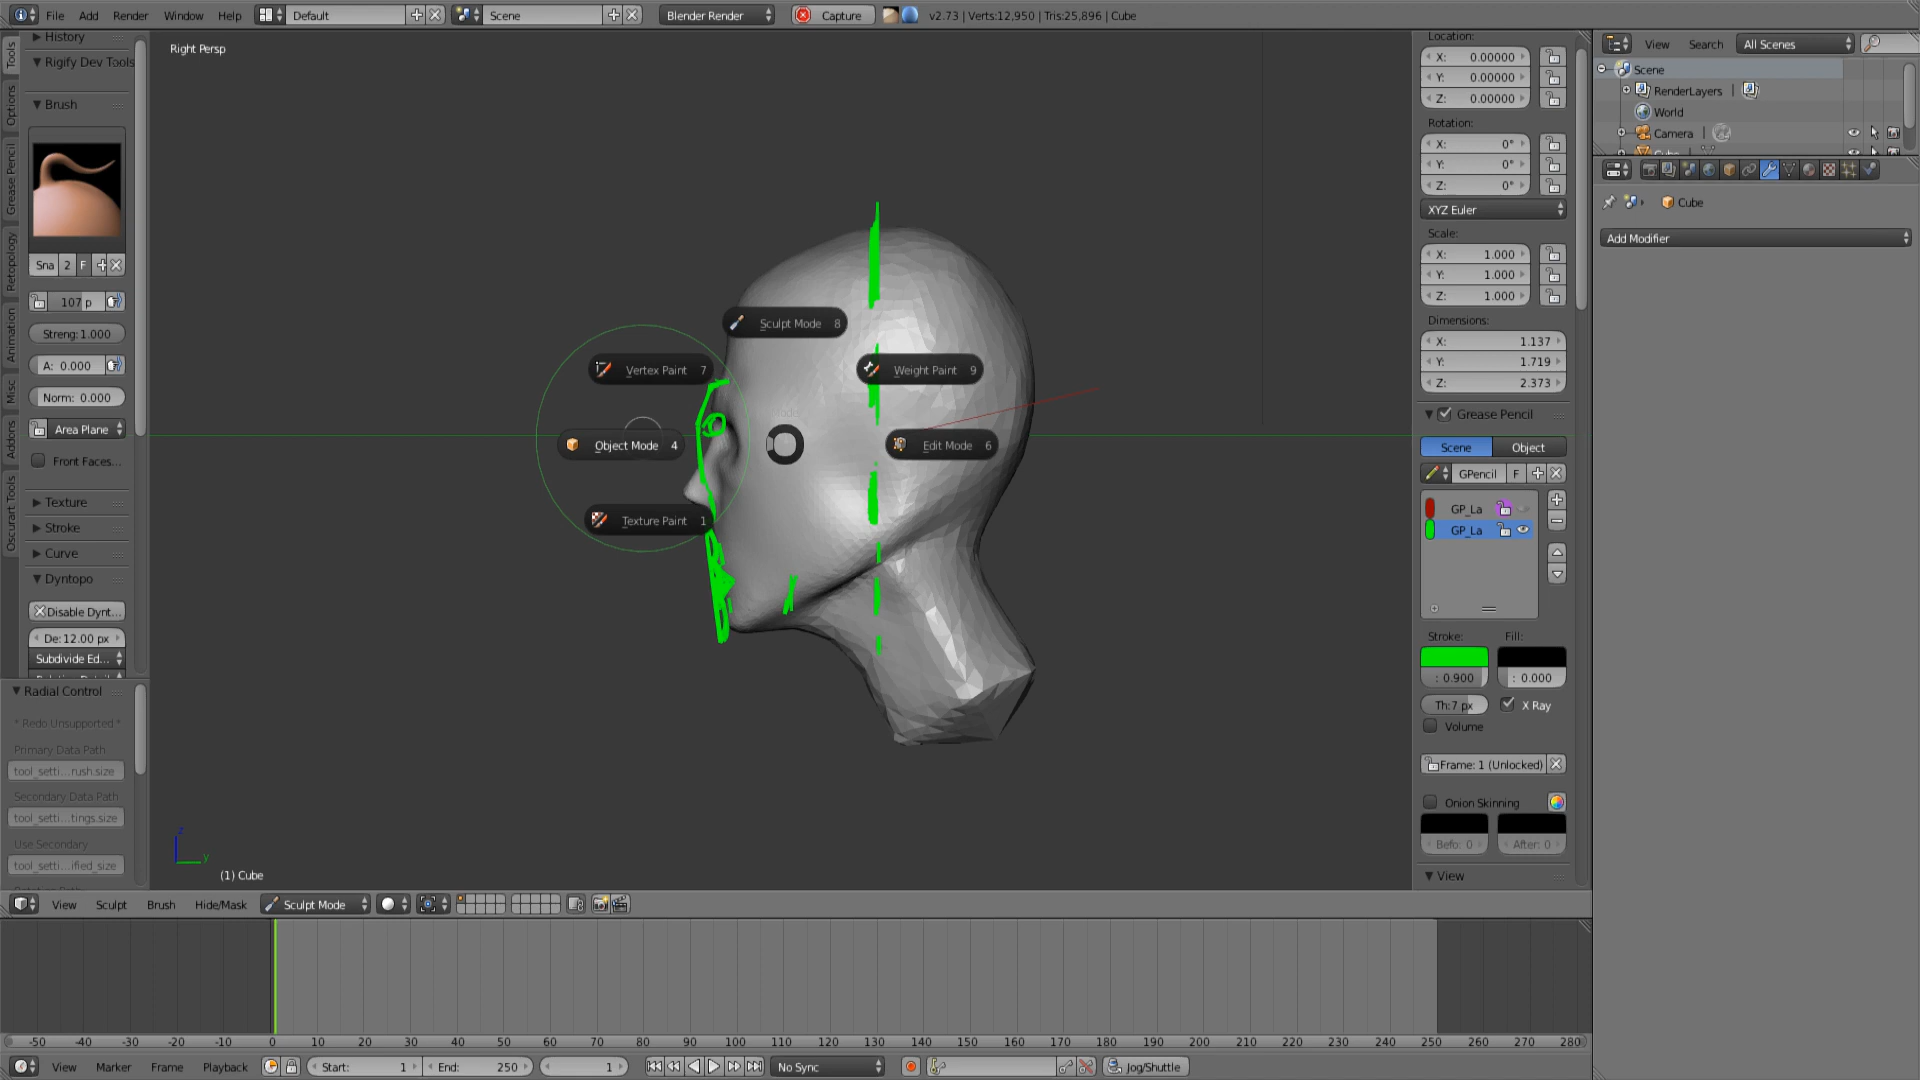 File Add Render Window Help Default Scene Blender Render Capture v2.73 | Verts:12,950 | Tris:25,896 | Cube
History
Rigify Dev Tools
Brush
Sna 2 F
107 p
Streng: 1.000
A: 0.000
Norm: 0.000
Area Plane
Front Faces...
Texture
Stroke
Curve
Dyntopo
Disable Dynt...
De: 12.00 px
Subdivide Ed...
Radial Control
* Redo Unsupported *
Primary Data Path
tool_setti...rush.size
Secondary Data Path
tool_setti...tings.size
Use Secondary
tool_setti...ified_size
Tools
Options
Grease Pencil
Retopology
Animation
Misc
Addons
Oscurart Tools
Right Persp
Sculpt Mode 8
Vertex Paint 7
Weight Paint 9
Mode
Object Mode 4
Edit Mode 6
Texture Paint 1
z
y
(1) Cube
Location:
X: 0.00000
Y: 0.00000
Z: 0.00000
Rotation:
X: 0°
Y: 0°
Z: 0°
XYZ Euler
Scale:
X: 1.000
Y: 1.000
Z: 1.000
Dimensions:
X: 1.137
Y: 1.719
Z: 2.373
Grease Pencil
Scene Object
GPencil F
GP_La
GP_La
Stroke: Fill:
: 0.900 : 0.000
Th: 7 px X Ray
Volume
Frame: 1 (Unlocked)
Onion Skinning
Befo: 0 After: 0
View
View Search All Scenes
Scene
RenderLayers |
World
Camera |
Cube
Add Modifier
View Sculpt Brush Hide/Mask Sculpt Mode
-50 -40 -30 -20 -10 0 10 20 30 40 50 60 70 80 90 100 110 120 130 140 150 160 170 180 190 200 210 220 230 240 250 260 270 280
View Marker Frame Playback Start: 1 End: 250 1 No Sync Jog/Shuttle